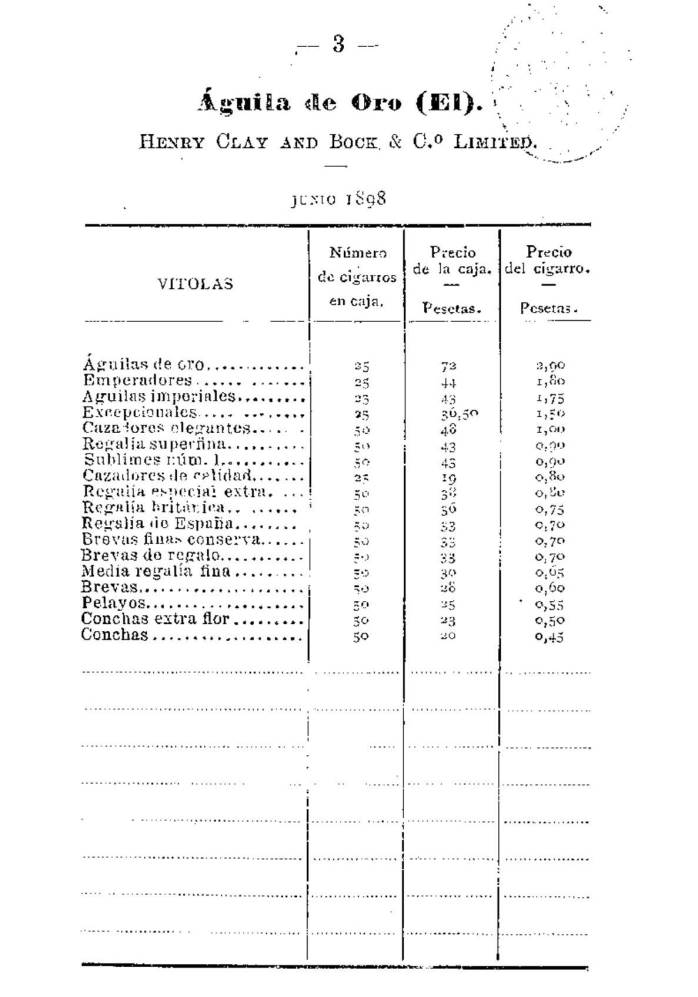 — 3 —
Águila de Oro (El).
HENRY CLAY AND BOCK & C.º LIMITED.
JUNIO 1898
VITOLAS
Número de cigarros en caja.
Precio de la caja. — Pesetas.
Precio del cigarro. — Pesetas.
Águilas de oro............. 25 72 2,90
Emperadores...... ....... 25 44 1,80
Aguilas imperiales......... 25 43 1,75
Excepcionales.... ........ 25 36,50 1,50
Cazadores elegantes..... . 50 48 1,00
Regalía superfina.......... 50 43 0,90
Sublimes núm. 1........... 50 43 0,90
Cazadores de calidad...... 25 19 0,80
Regalía especial extra. ... 50 38 0,80
Regalía británica.. ...... 50 36 0,75
Regalía de España........ 50 33 0,70
Brevas finas conserva...... 50 33 0,70
Brevas de regalo........... 50 33 0,70
Media regalía fina ......... 50 30 0,65
Brevas...................... 50 28 0,60
Pelayos..................... 50 25 0,55
Conchas extra flor ......... 50 23 0,50
Conchas.................... 50 20 0,45